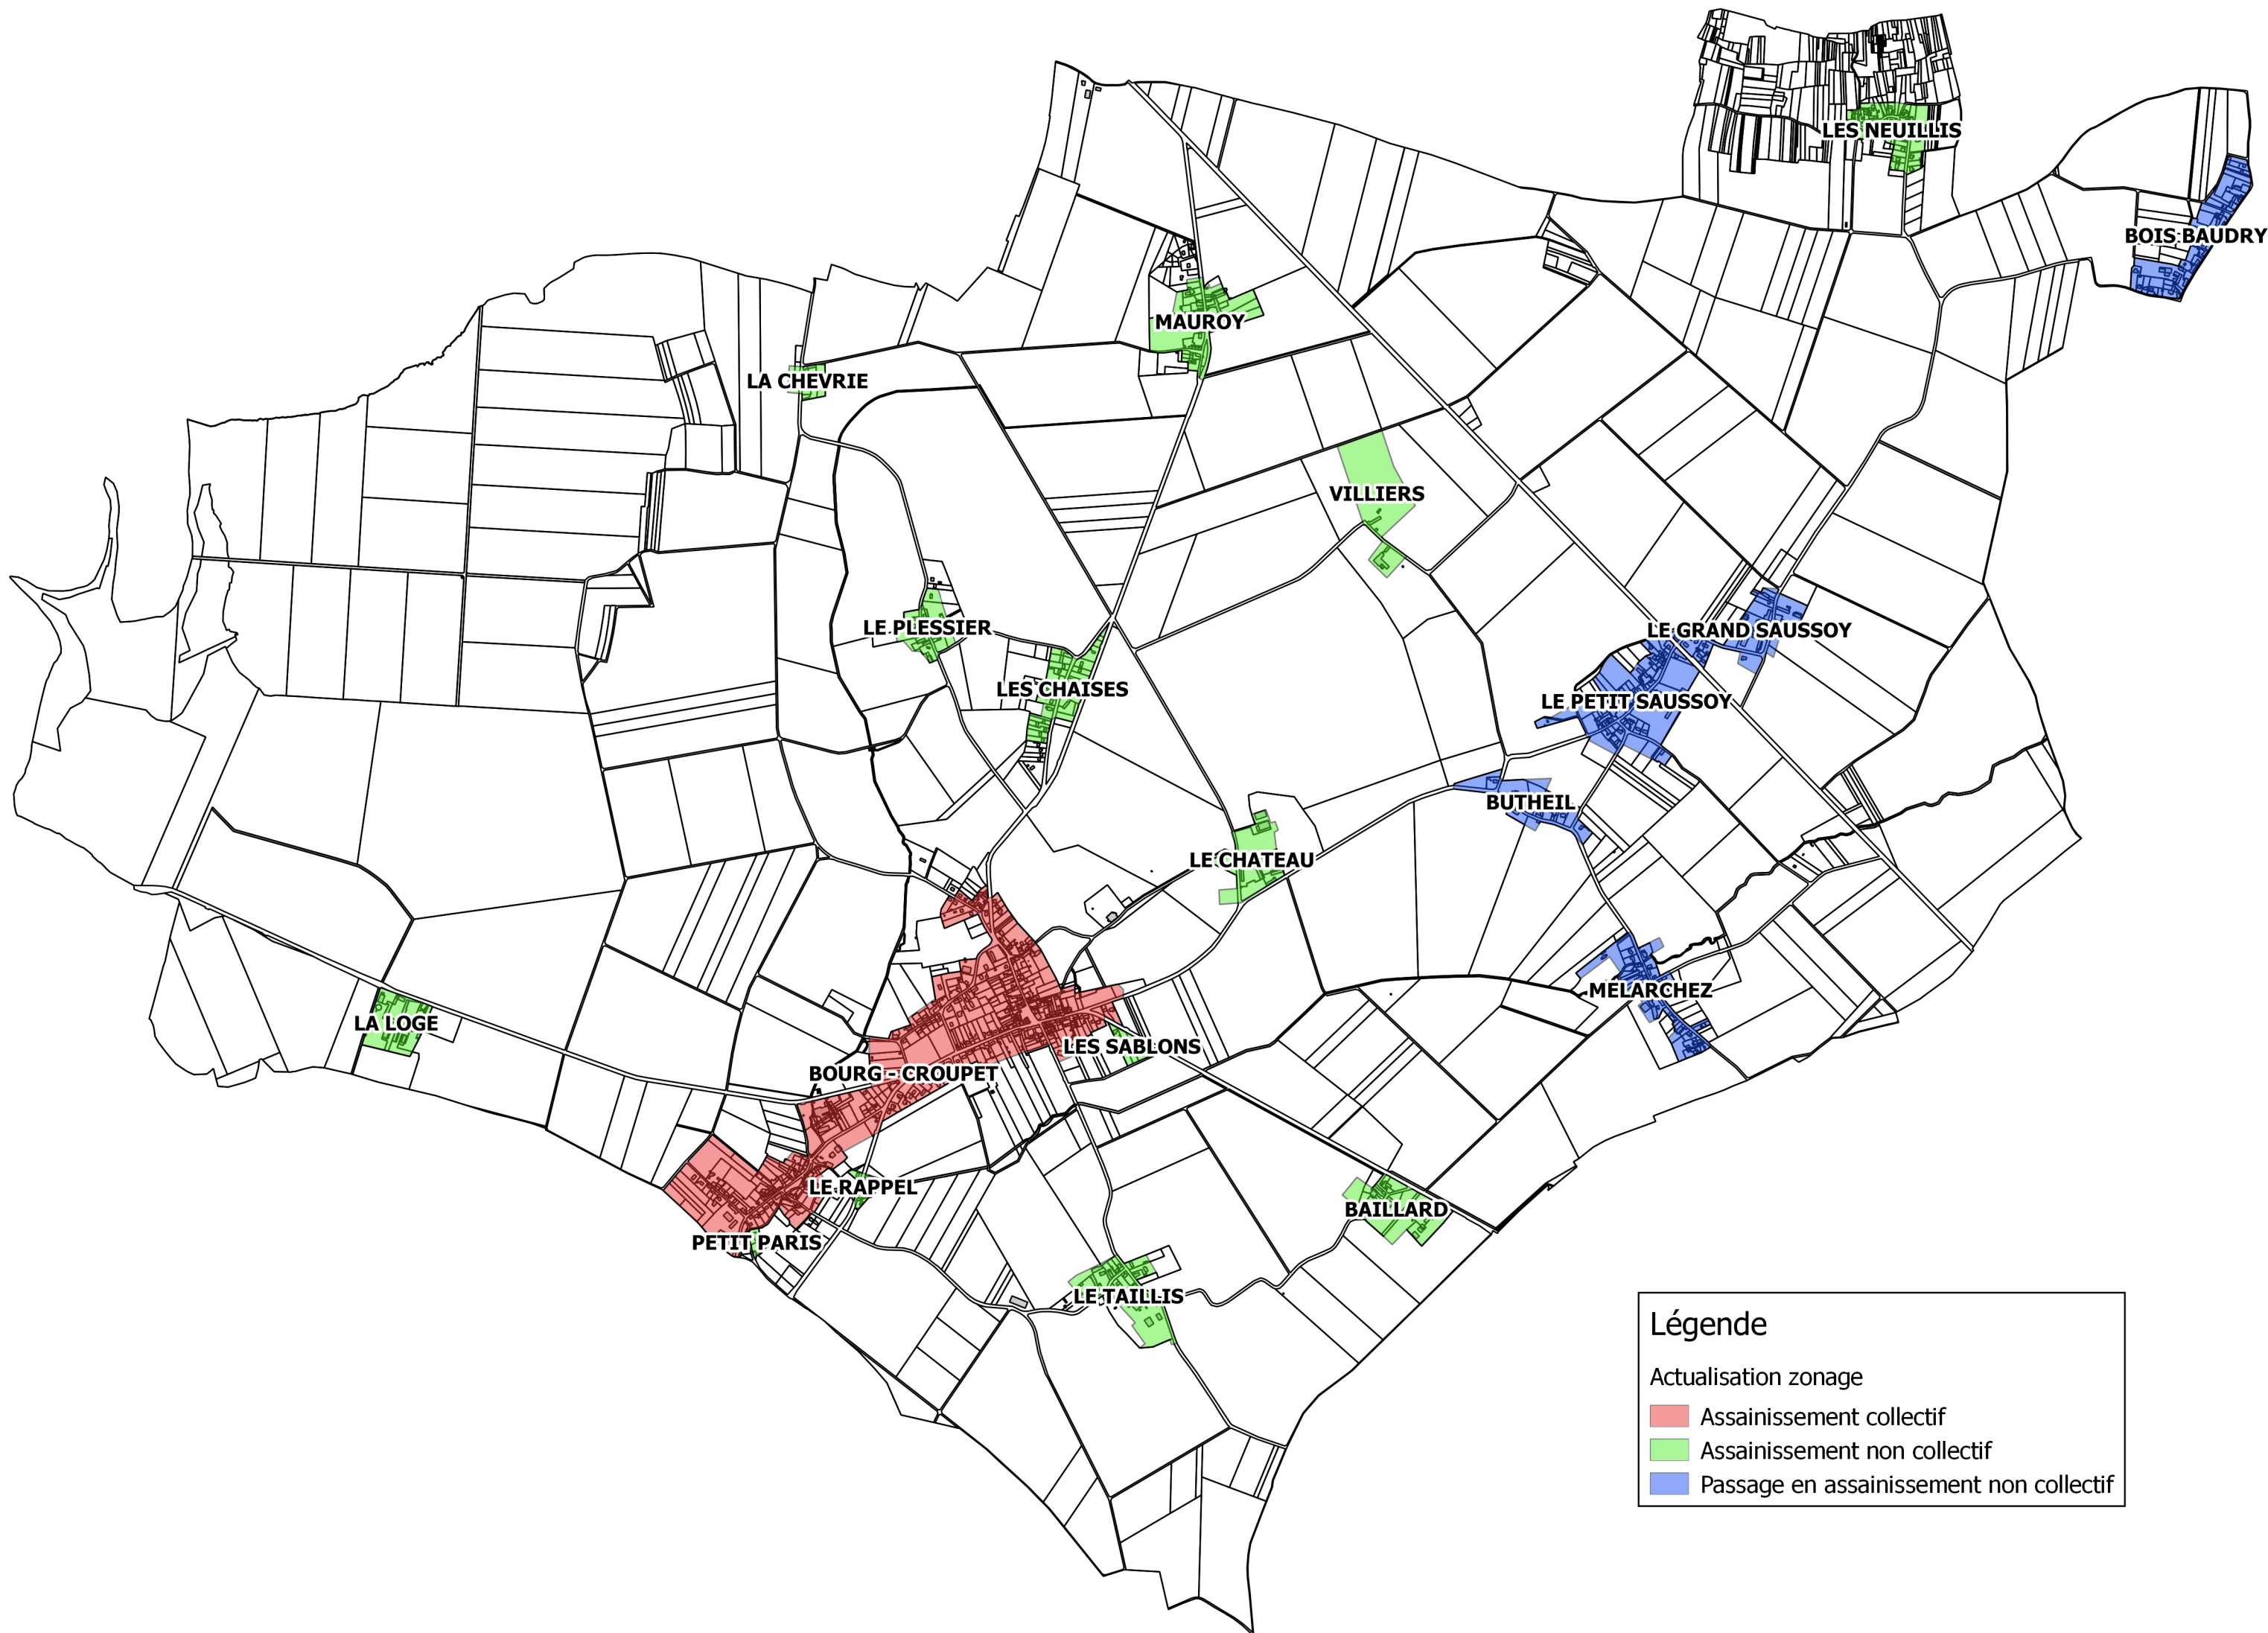 LES NEUILLIS
BOIS BAUDRY
MAUROY
LA CHEVRIE
VILLIERS
LE PLESSIER
LE GRAND SAUSSOY
LES CHAISES
LE PETIT SAUSSOY
BUTHEIL
LE CHATEAU
MELARCHEZ
LA LOGE
LES SABLONS
BOURG - CROUPET
LE RAPPEL
BAILLARD
PETIT PARIS
LE TAILLIS
Légende
Actualisation zonage
Assainissement collectif
Assainissement non collectif
Passage en assainissement non collectif